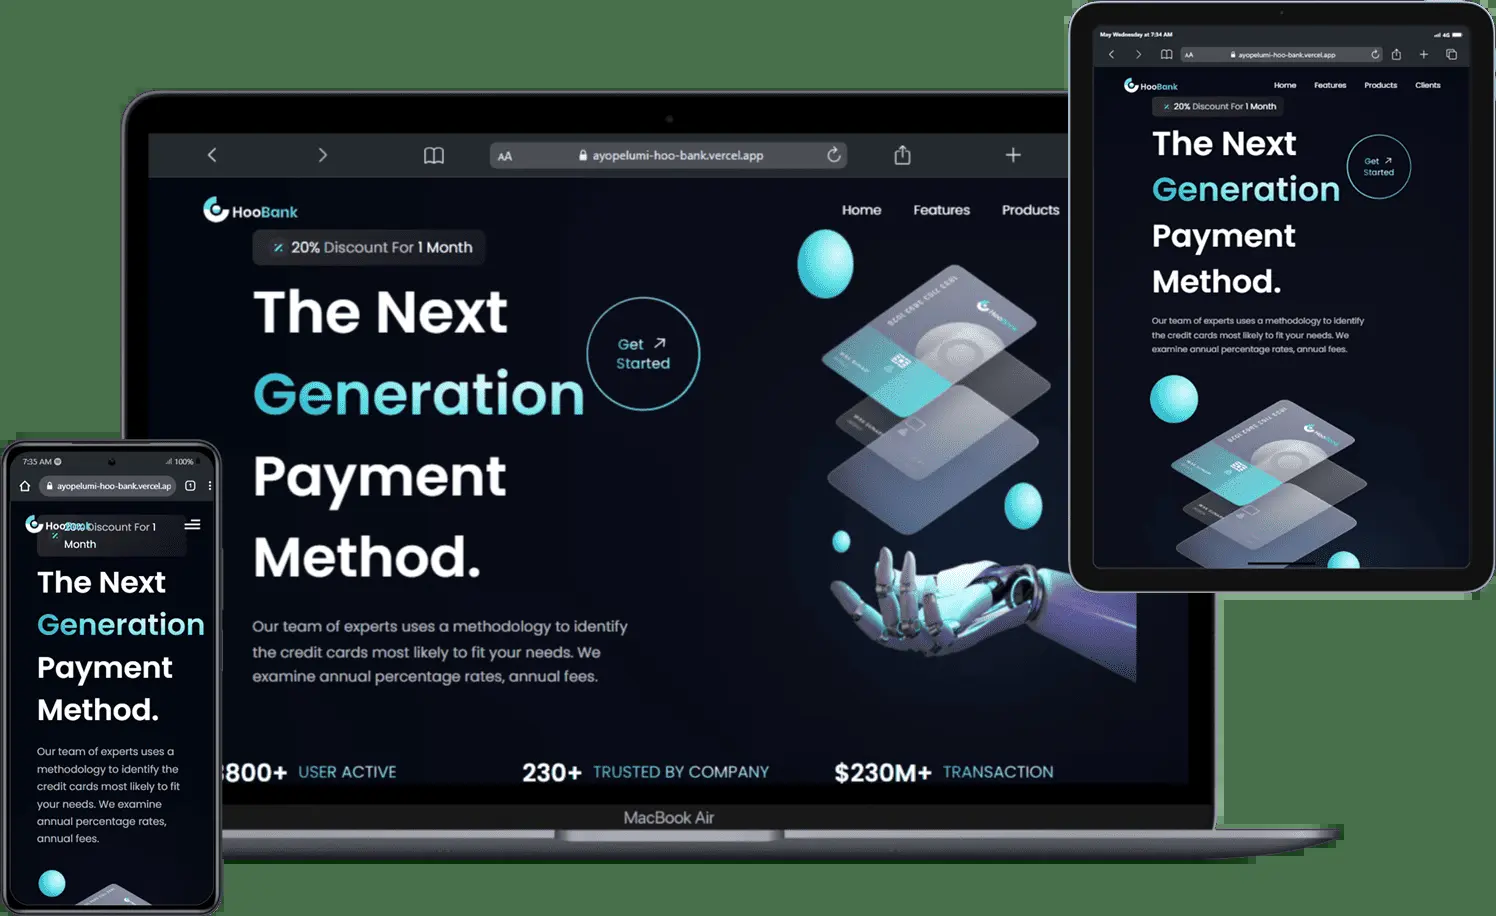 ayopelumi-hoo-bank.vercel.app
AA
HooBank
Home
Features
Products
20% Discount For 1 Month
The Next
Generation
Payment
Method.
Get
Started
Our team of experts uses a methodology to identify
the credit cards most likely to fit your needs. We
examine annual percentage rates, annual fees.
HooBank
800+ USER ACTIVE
230+ TRUSTED BY COMPANY
$230M+ TRANSACTION
MacBook Air
May Wednesday at 7:34 AM
4G
AA
ayopelumi-hoo-bank.vercel.app
HooBank
Home
Features
Products
Clients
20% Discount For 1 Month
The Next
Generation
Payment
Method.
Get
Started
Our team of experts uses a methodology to identify
the credit cards most likely to fit your needs. We
examine annual percentage rates, annual fees.
HooBank
7:35 AM
100%
ayopelumi-hoo-bank.vercel.ap
1
HooBank
20% Discount For 1
Month
The Next
Generation
Payment
Method.
Our team of experts uses a
methodology to identify the
credit cards most likely to fit
your needs. We examine
annual percentage rates,
annual fees.